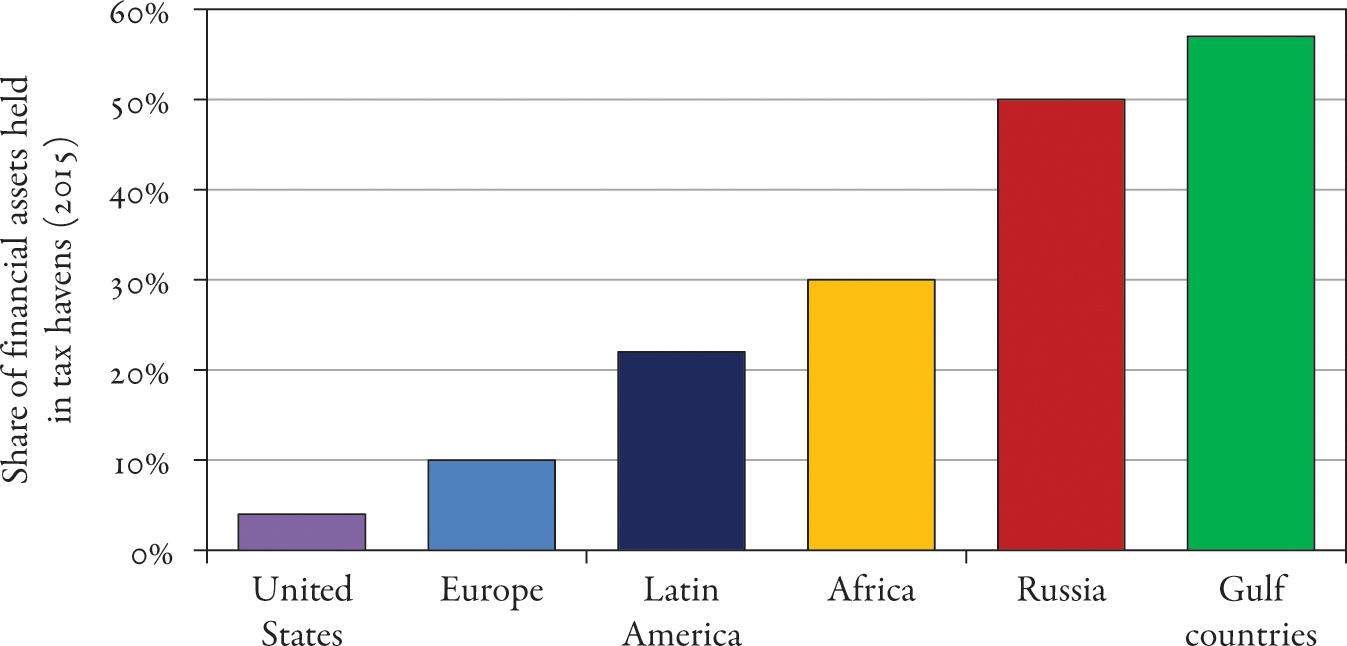 60%
50%
40%
30%
20%
10%
0%
Share of financial assets held
in tax havens (2015)
United
States
Europe
Latin
America
Africa
Russia
Gulf
countries